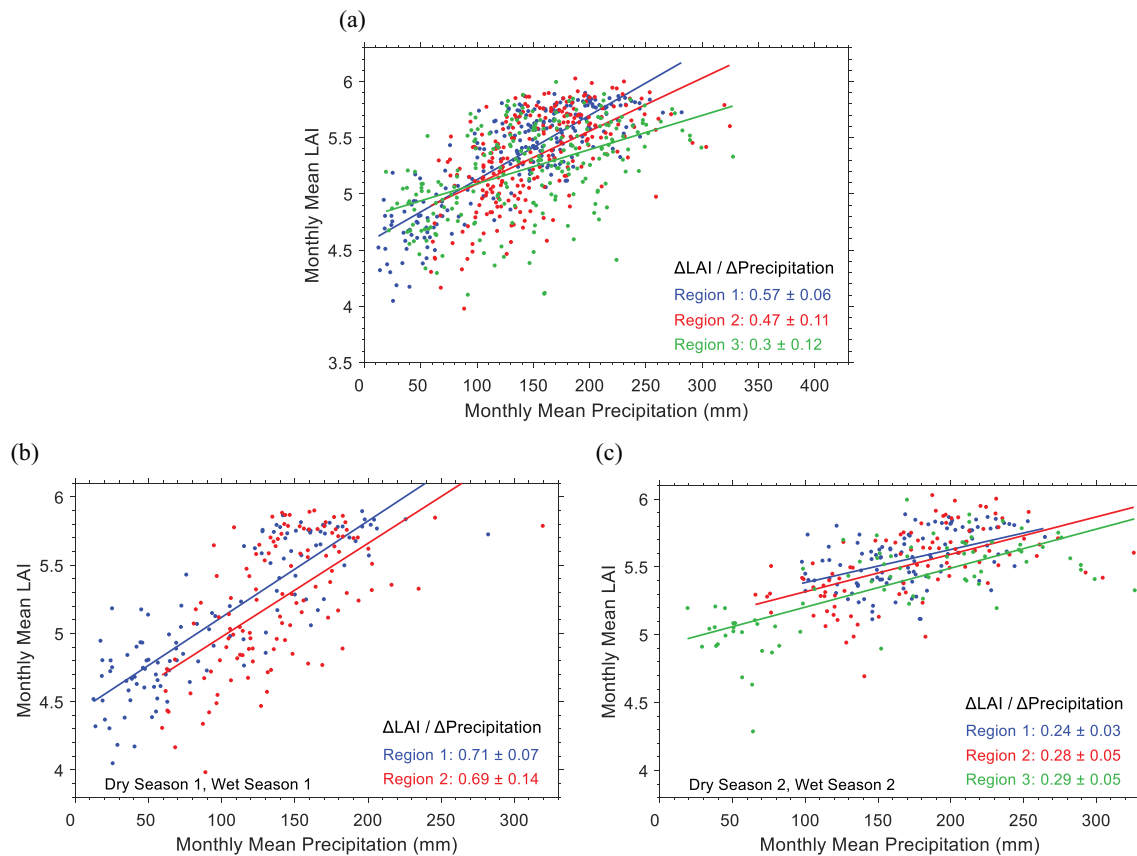 (a)
6
5.5
5
4.5
4
3.5
Monthly Mean LAI
ΔLAI / ΔPrecipitation
Region 1: 0.57 ± 0.06
Region 2: 0.47 ± 0.11
Region 3: 0.3 ± 0.12
0 50 100 150 200 250 300 350 400
Monthly Mean Precipitation (mm)
(b)
6
5.5
5
4.5
4
Monthly Mean LAI
ΔLAI / ΔPrecipitation
Region 1: 0.71 ± 0.07
Region 2: 0.69 ± 0.14
Dry Season 1, Wet Season 1
0 50 100 150 200 250 300
Monthly Mean Precipitation (mm)
(c)
6
5.5
5
4.5
4
Monthly Mean LAI
ΔLAI / ΔPrecipitation
Region 1: 0.24 ± 0.03
Region 2: 0.28 ± 0.05
Region 3: 0.29 ± 0.05
Dry Season 2, Wet Season 2
0 50 100 150 200 250 300
Monthly Mean Precipitation (mm)